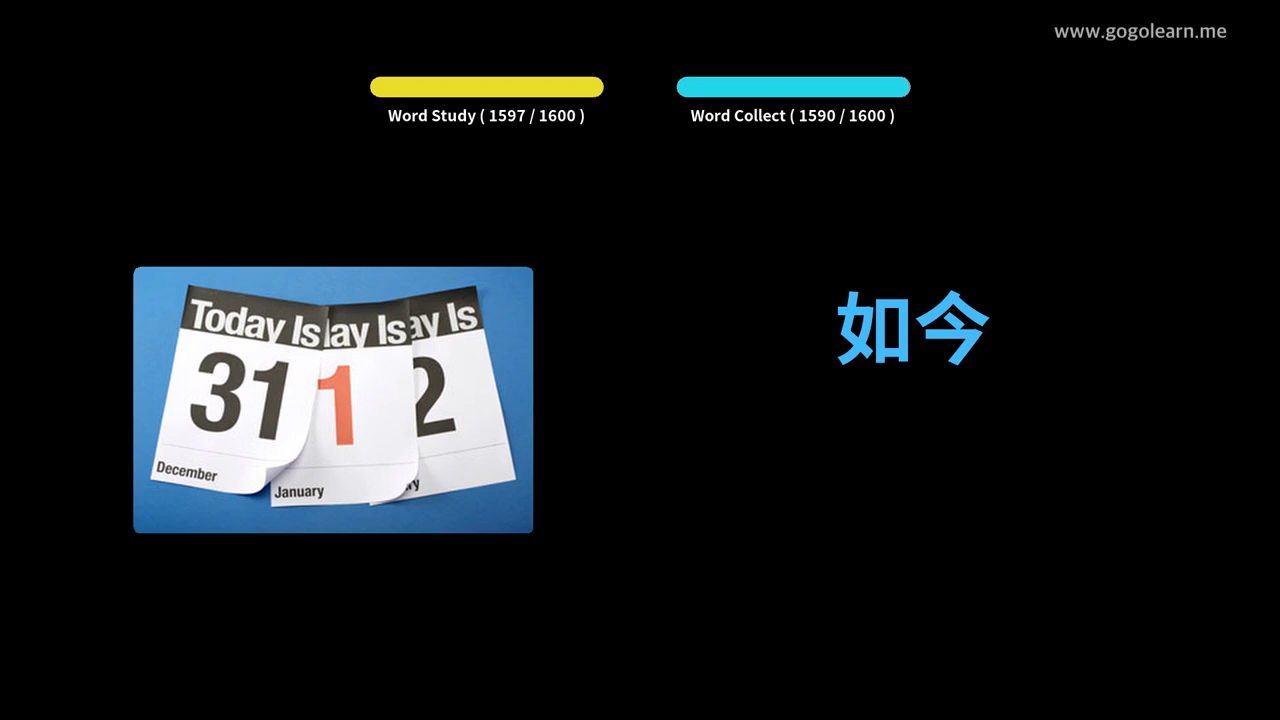 www.gogolearn.me
Word Study ( 1597 / 1600 )
Word Collect ( 1590 / 1600 )
如今
Today Is
31
December
ay Is
1
January
ay Is
2
ry